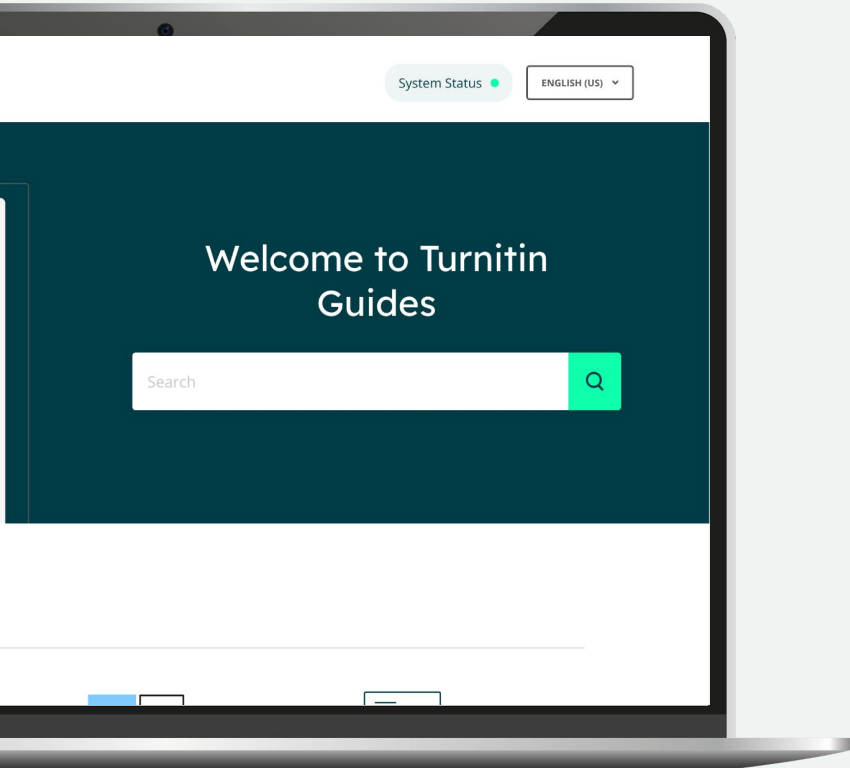 System Status
ENGLISH (US)
Welcome to Turnitin
Guides
Search